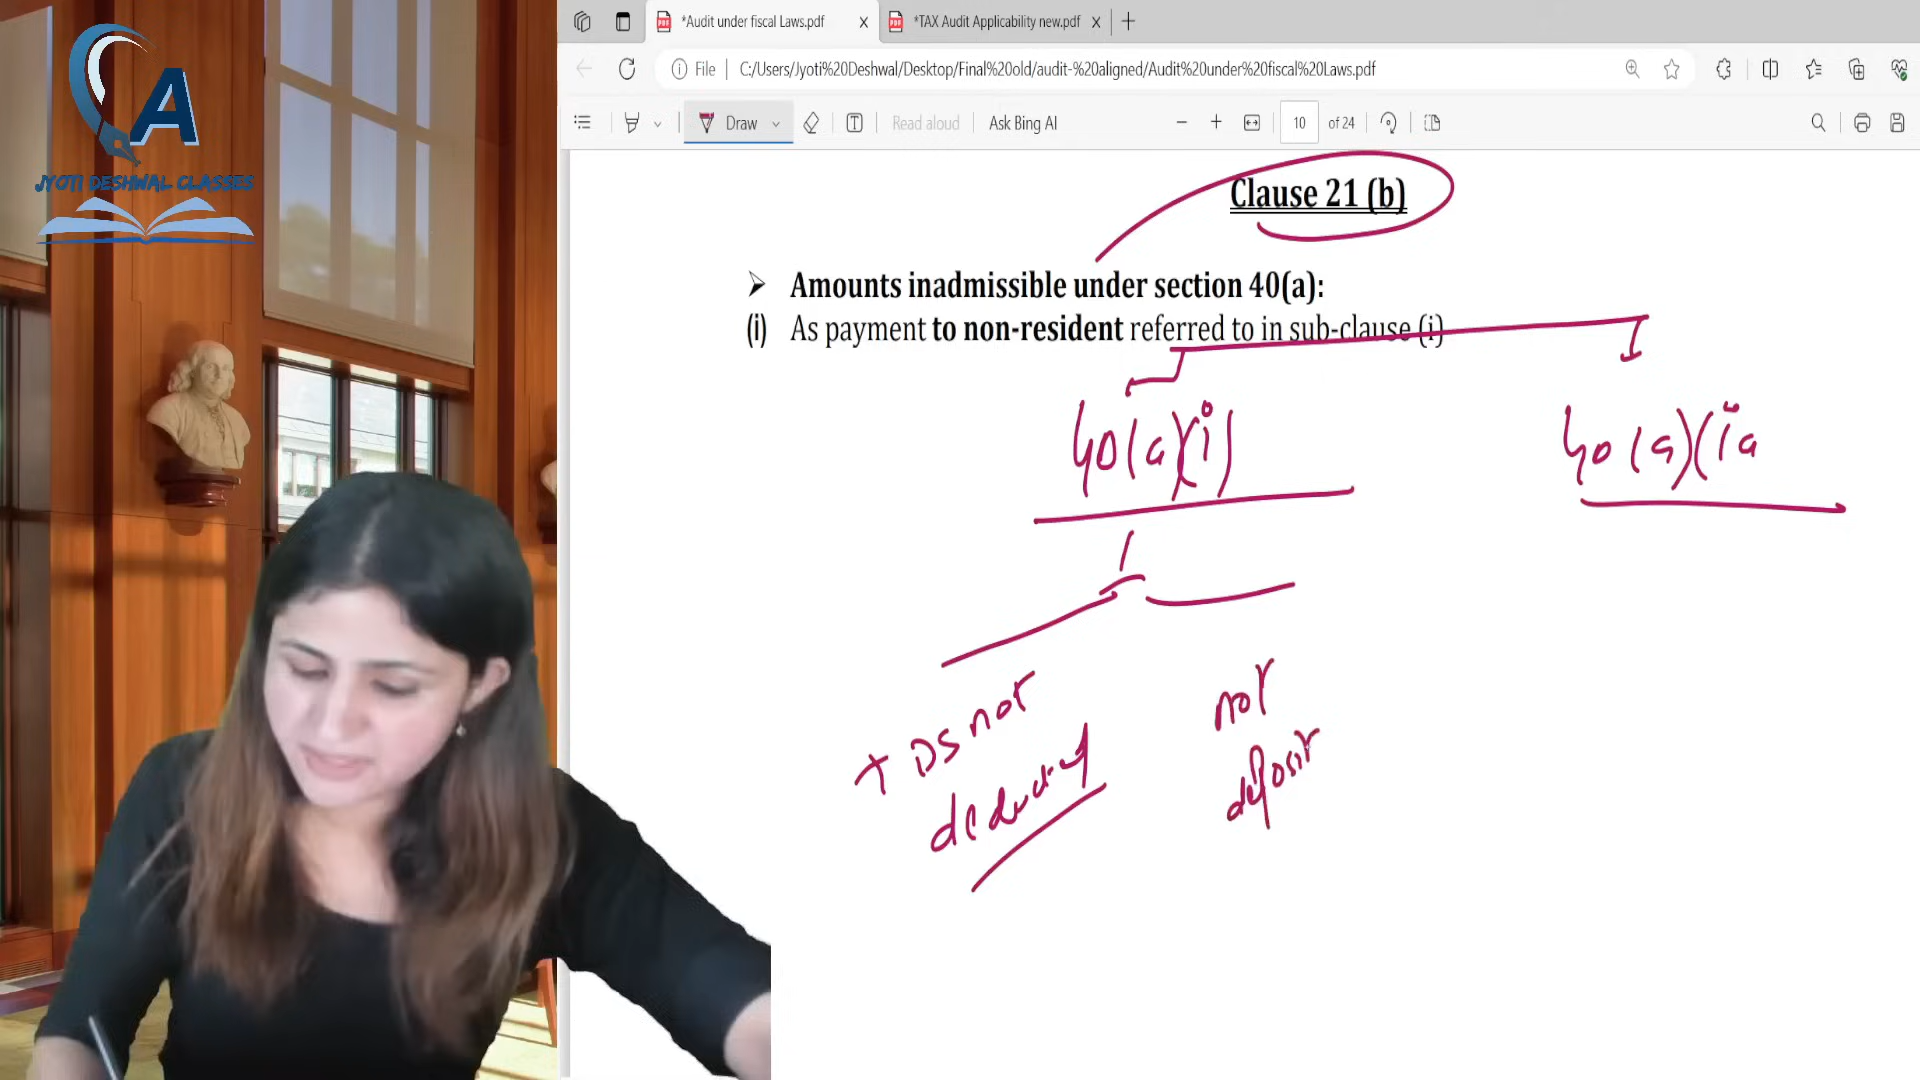 *Audit under fiscal Laws.pdf
*TAX Audit Applicability new.pdf
File
C:/Users/Jyoti%20Deshwal/Desktop/Final%20old/audit-%20aligned/Audit%20under%20fiscal%20Laws.pdf
Draw
Read aloud
Ask Bing AI
10 of 24
CA
JYOTI DESHWAL CLASSES
Clause 21 (b)
➢ Amounts inadmissible under section 40(a):
(i) As payment to non-resident referred to in sub-clause (i)
40(a)(i)
40(a)(ia
TDS not
deducted
not
deposit